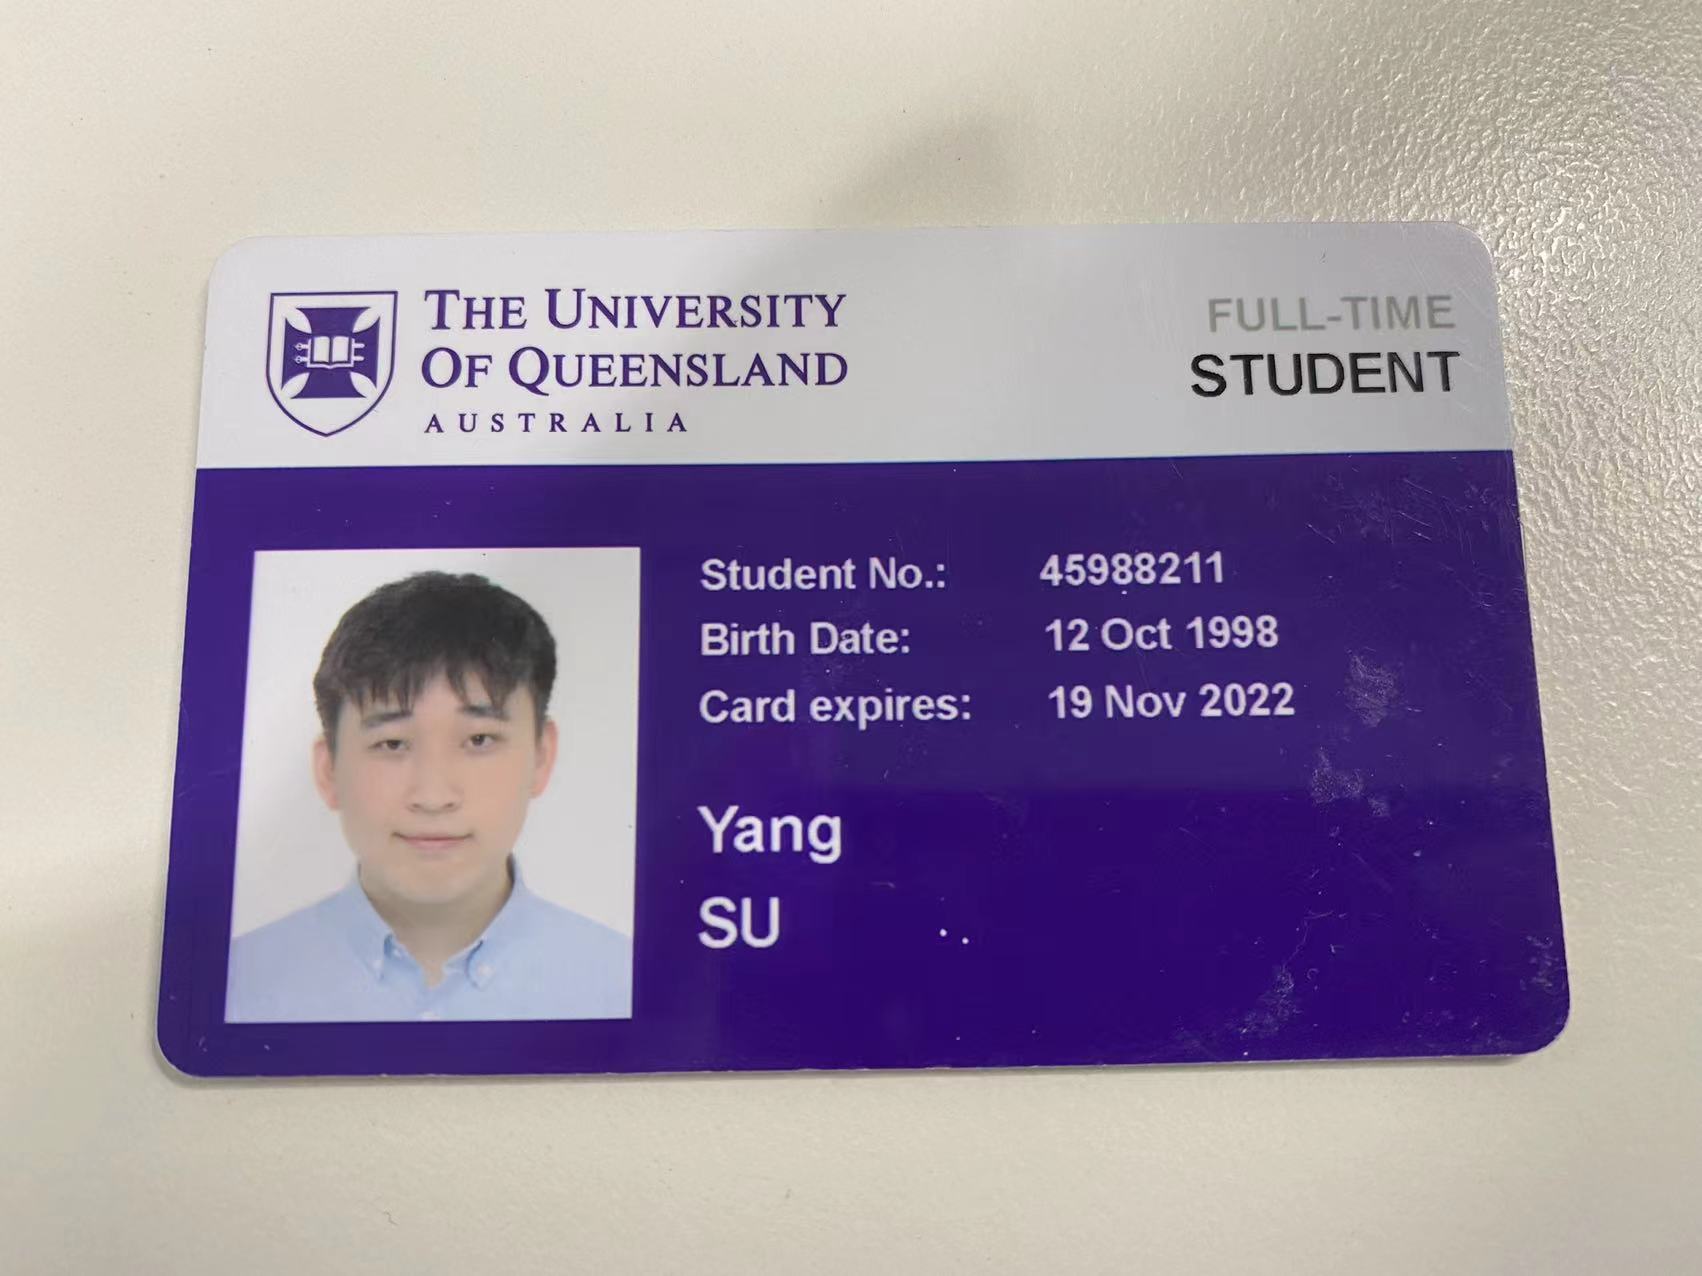 THE UNIVERSITY
OF QUEENSLAND
AUSTRALIA
FULL-TIME
STUDENT
Student No.: 45988211
Birth Date: 12 Oct 1998
Card expires: 19 Nov 2022
Yang
SU